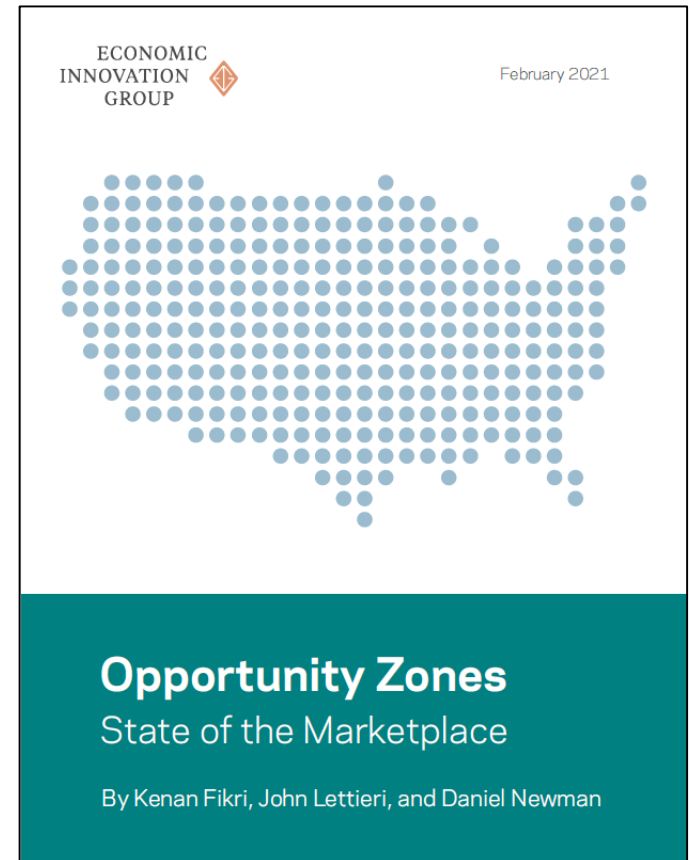 ECONOMIC
INNOVATION
GROUP
February 2021
Opportunity Zones
State of the Marketplace
By Kenan Fikri, John Lettieri, and Daniel Newman